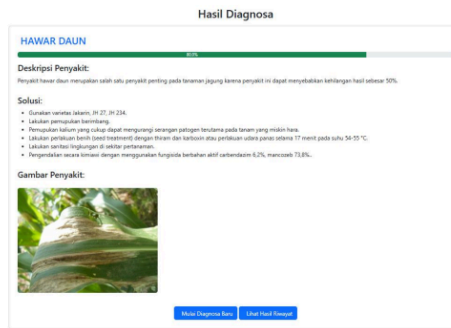 Hasil Diagnosa
HAWAR DAUN
Deskripsi Penyakit:
Penyakit hawar daun merupakan salah satu penyakit penting pada tanaman jagung karena penyakit ini dapat menyebabkan kehilangan hasil sebesar 50%.
Solusi:
Gunakan varietas Jakarin, JH 27, JH 234.
Lakukan pemupukan berimbang.
Pemupukan kalium yang cukup dapat mengurangi serangan patogen terutama pada tanam yang miskin hara.
Lakukan perlakuan benih (seed treatment) dengan thiram dan karboxin atau perlakuan udara panas selama 17 menit pada suhu 54-55 °C.
Lakukan sanitasi lingkungan di sekitar pertanaman.
Pengendalian secara kimiawi dengan menggunakan fungisida berbahan aktif carbendazim 6,2%, mancozeb 73,8%..
Gambar Penyakit:
Mulai Diagnosa Baru
Lihat Hasil Riwayat